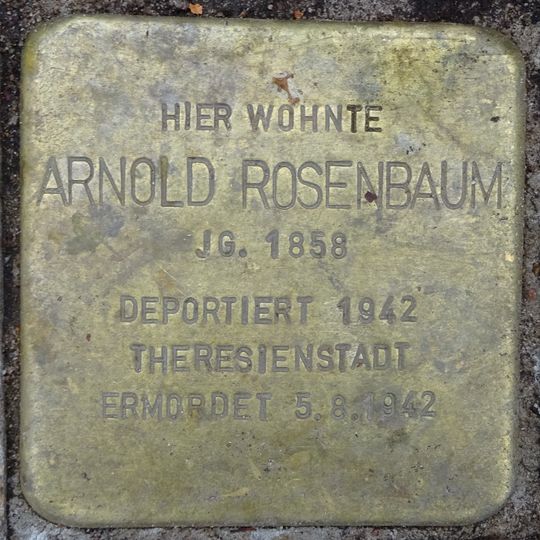 HIER WOHNTE
ARNOLD ROSENBAUM
JG. 1858
DEPORTIERT 1942
THERESIENSTADT
ERMORDET 5.8.1942